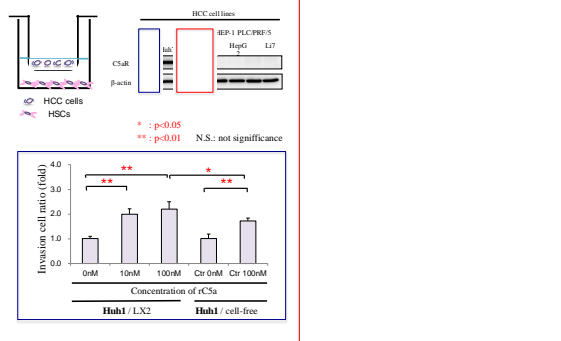 HCC cell lines
HEP-1 PLC/PRF/5
Huh7
HepG
2
Li7
C5aR
β-actin
HCC cells
HSCs
* : p<0.05
** : p<0.01
N.S.: not signifficance
Invasion cell ratio (fold)
4.0
3.0
2.0
1.0
0.0
**
**
*
**
0nM
10nM
100nM
Ctr 0nM
Ctr 100nM
Concentration of rC5a
Huh1 / LX2
Huh1 / cell-free